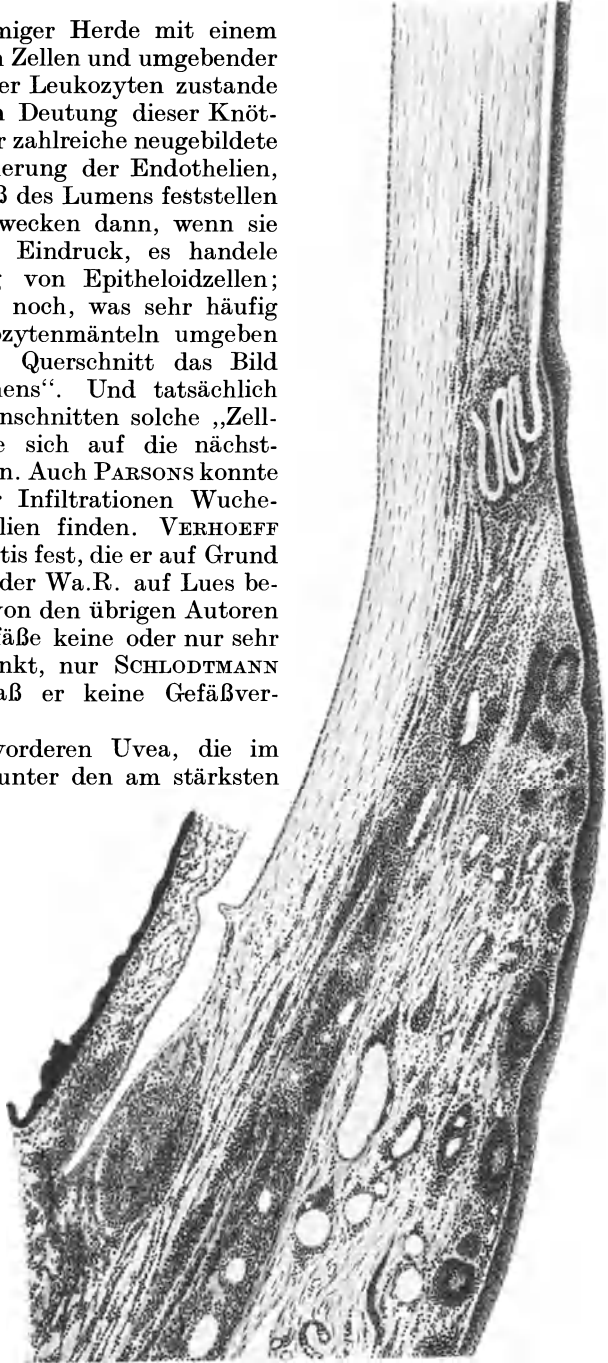 niger Herde mit einem
Zellen und umgebender
er Leukozyten zustande
Deutung dieser Knöt-
r zahlreiche neugebildete
erung der Endothelien,
ß des Lumens feststellen
wecken dann, wenn sie
Eindruck, es handele
von Epitheloidzellen;
noch, was sehr häufig
ozytenmänteln umgeben
Querschnitt das Bild
nens“. Und tatsächlich
nschnitten solche „Zell-
e sich auf die nächst-
n. Auch PARSONS konnte
Infiltrationen Wuche-
lien finden. VERHOEFF
tis fest, die er auf Grund
der Wa.R. auf Lues be-
von den übrigen Autoren
äße keine oder nur sehr
nkt, nur SCHLODTMANN
aß er keine Gefäßver-
vorderen Uvea, die im
unter den am stärksten